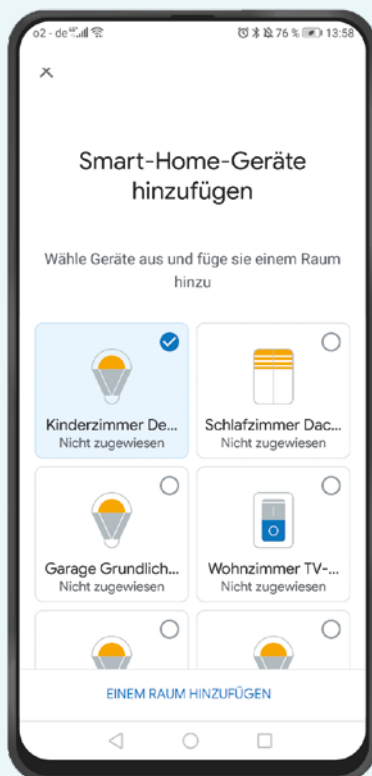 o2 - de 76 % 13:58
Smart-Home-Geräte
hinzufügen
Wähle Geräte aus und füge sie einem Raum
hinzu
Kinderzimmer De...
Nicht zugewiesen
Schlafzimmer Dac...
Nicht zugewiesen
Garage Grundlich...
Nicht zugewiesen
Wohnzimmer TV-...
Nicht zugewiesen
EINEM RAUM HINZUFÜGEN